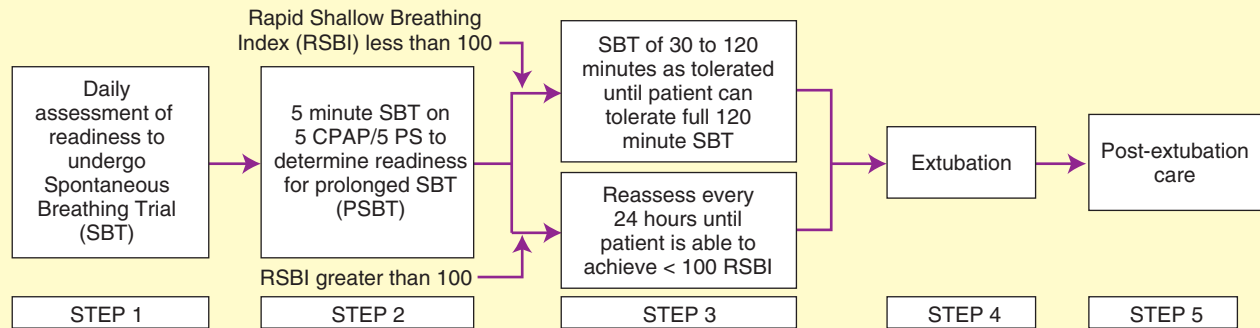 Rapid Shallow Breathing
Index (RSBI) less than 100
Daily
assessment of
readiness to
undergo
Spontaneous
Breathing Trial
(SBT)
5 minute SBT on
5 CPAP/5 PS to
determine readiness
for prolonged SBT
(PSBT)
SBT of 30 to 120
minutes as tolerated
until patient can
tolerate full 120
minute SBT
Reassess every
24 hours until
patient is able to
achieve < 100 RSBI
RSBI greater than 100
Extubation
Post-extubation
care
STEP 1
STEP 2
STEP 3
STEP 4
STEP 5